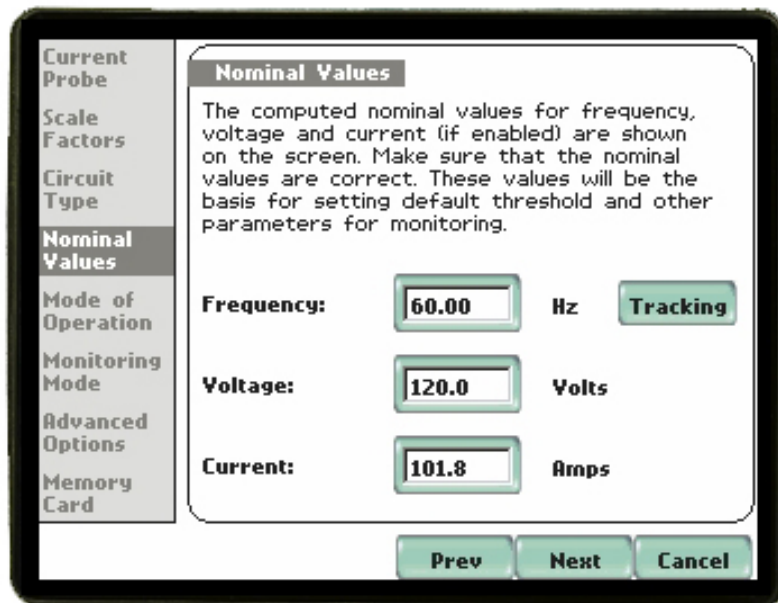 Current
Probe
Scale
Factors
Circuit
Type
Nominal
Values
Mode of
Operation
Monitoring
Mode
Advanced
Options
Memory
Card
Nominal Values
The computed nominal values for frequency,
voltage and current (if enabled) are shown
on the screen. Make sure that the nominal
values are correct. These values will be the
basis for setting default threshold and other
parameters for monitoring.
Frequency: 60.00 Hz Tracking
Voltage: 120.0 Volts
Current: 101.8 Amps
Prev Next Cancel